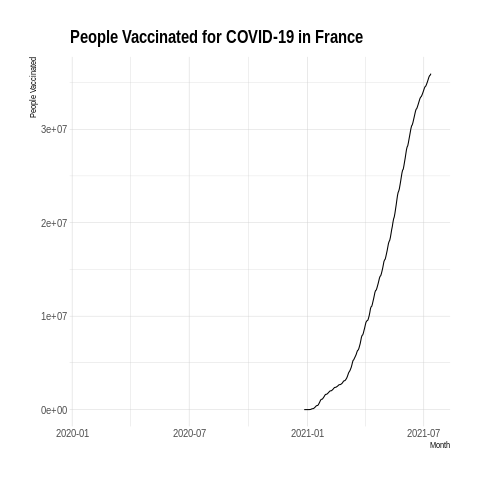 People Vaccinated for COVID-19 in France
People Vaccinated
3e+07
2e+07
1e+07
0e+00
2020-01 2020-07 2021-01 2021-07
Month